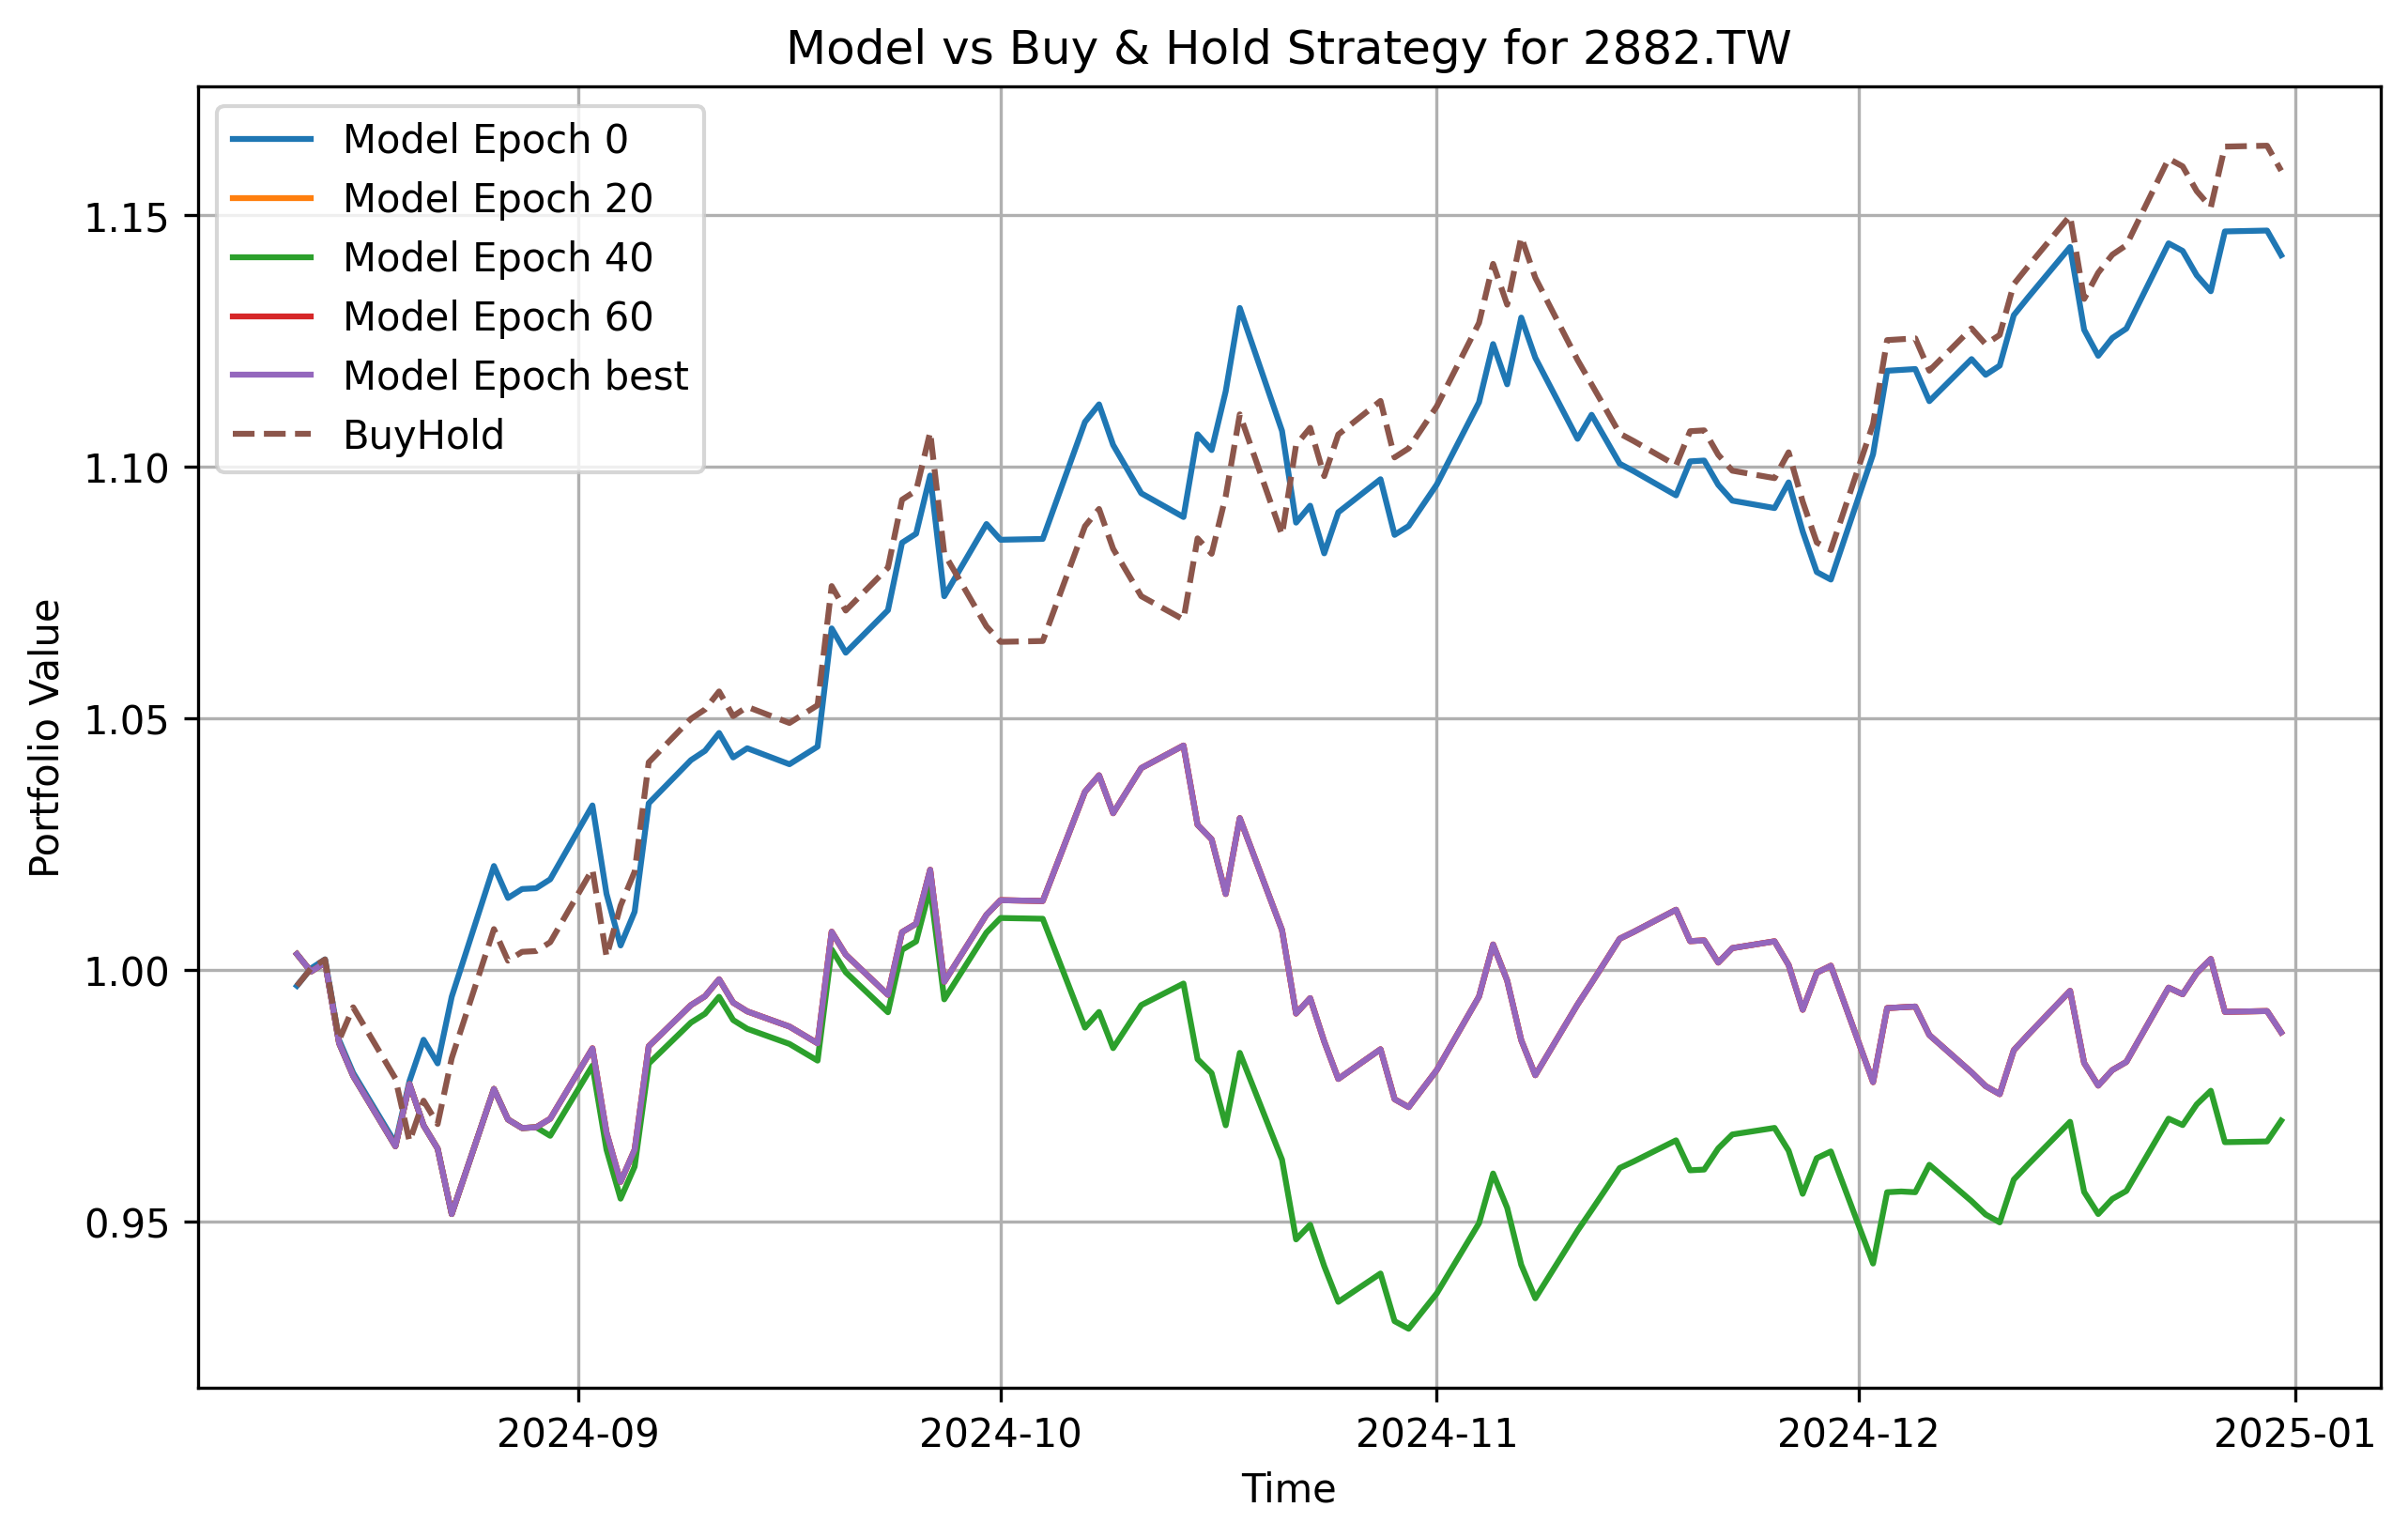 Model vs Buy & Hold Strategy for 2882.TW
Model Epoch 0
Model Epoch 20
Model Epoch 40
Model Epoch 60
Model Epoch best
BuyHold
Portfolio Value
1.15
1.10
1.05
1.00
0.95
2024-09
2024-10
2024-11
2024-12
2025-01
Time